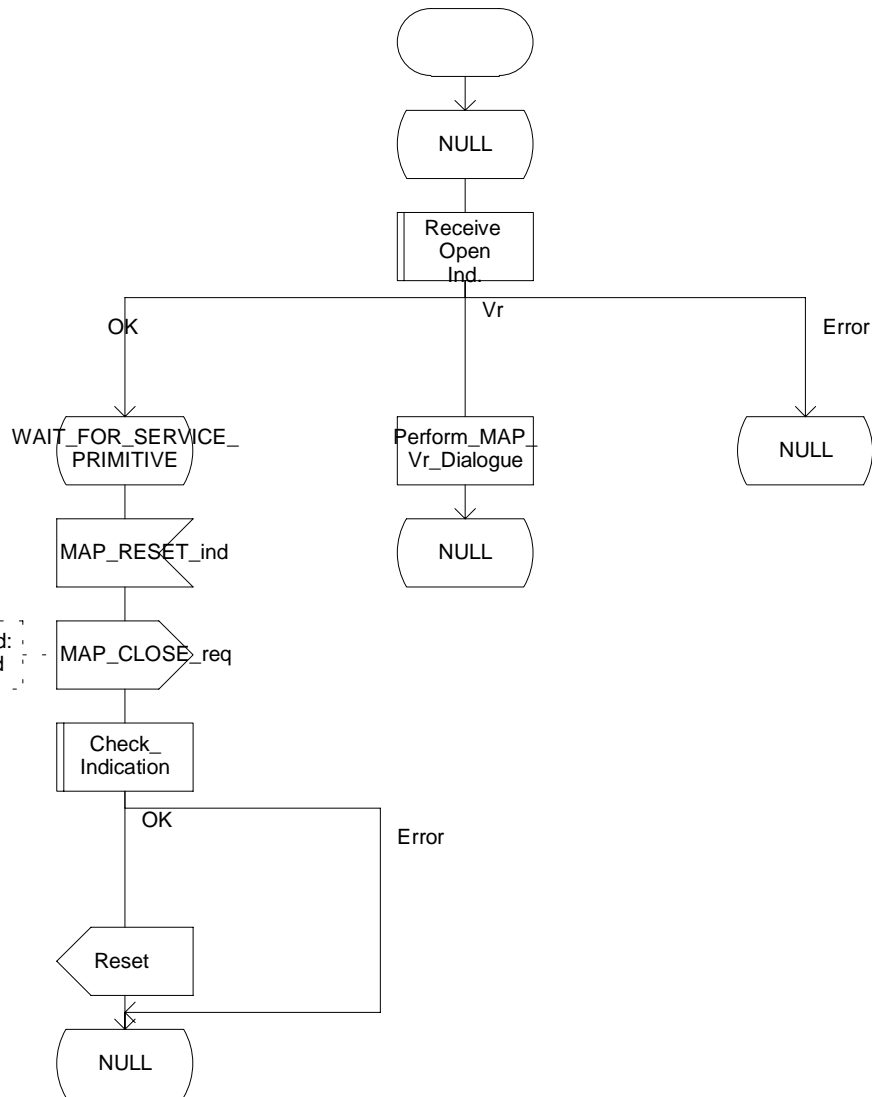 NULL
Receive
Open
Ind.
OK
Vr
Error
WAIT_FOR_SERVICE_
PRIMITIVE
Perform_MAP_
Vr_Dialogue
NULL
MAP_RESET_ind
NULL
d:
d
MAP_CLOSE_req
Check_
Indication
OK
Error
Reset
NULL